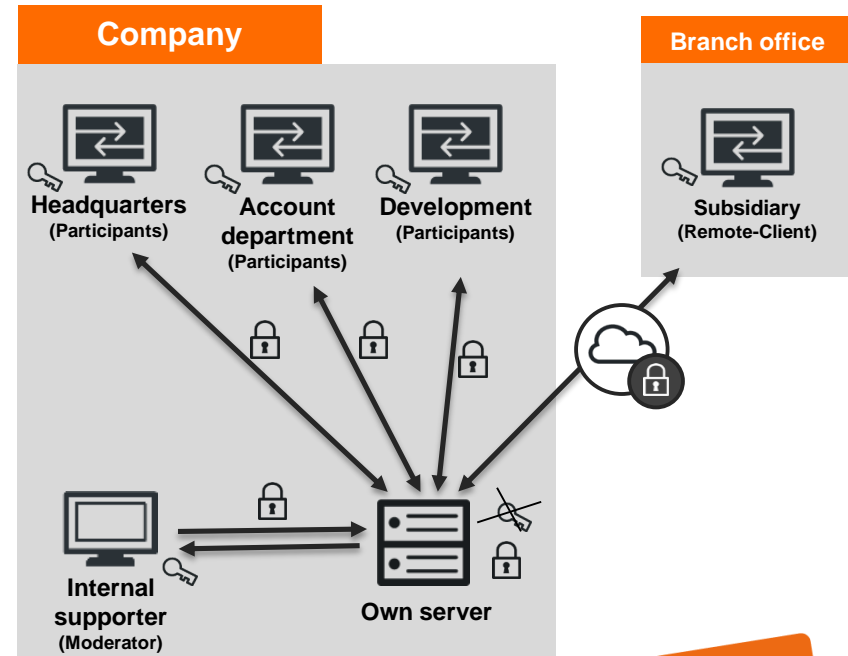 Company
Branch office
Headquarters
(Participants)
Account
department
(Participants)
Development
(Participants)
Subsidiary
(Remote-Client)
Internal
supporter
(Moderator)
Own server